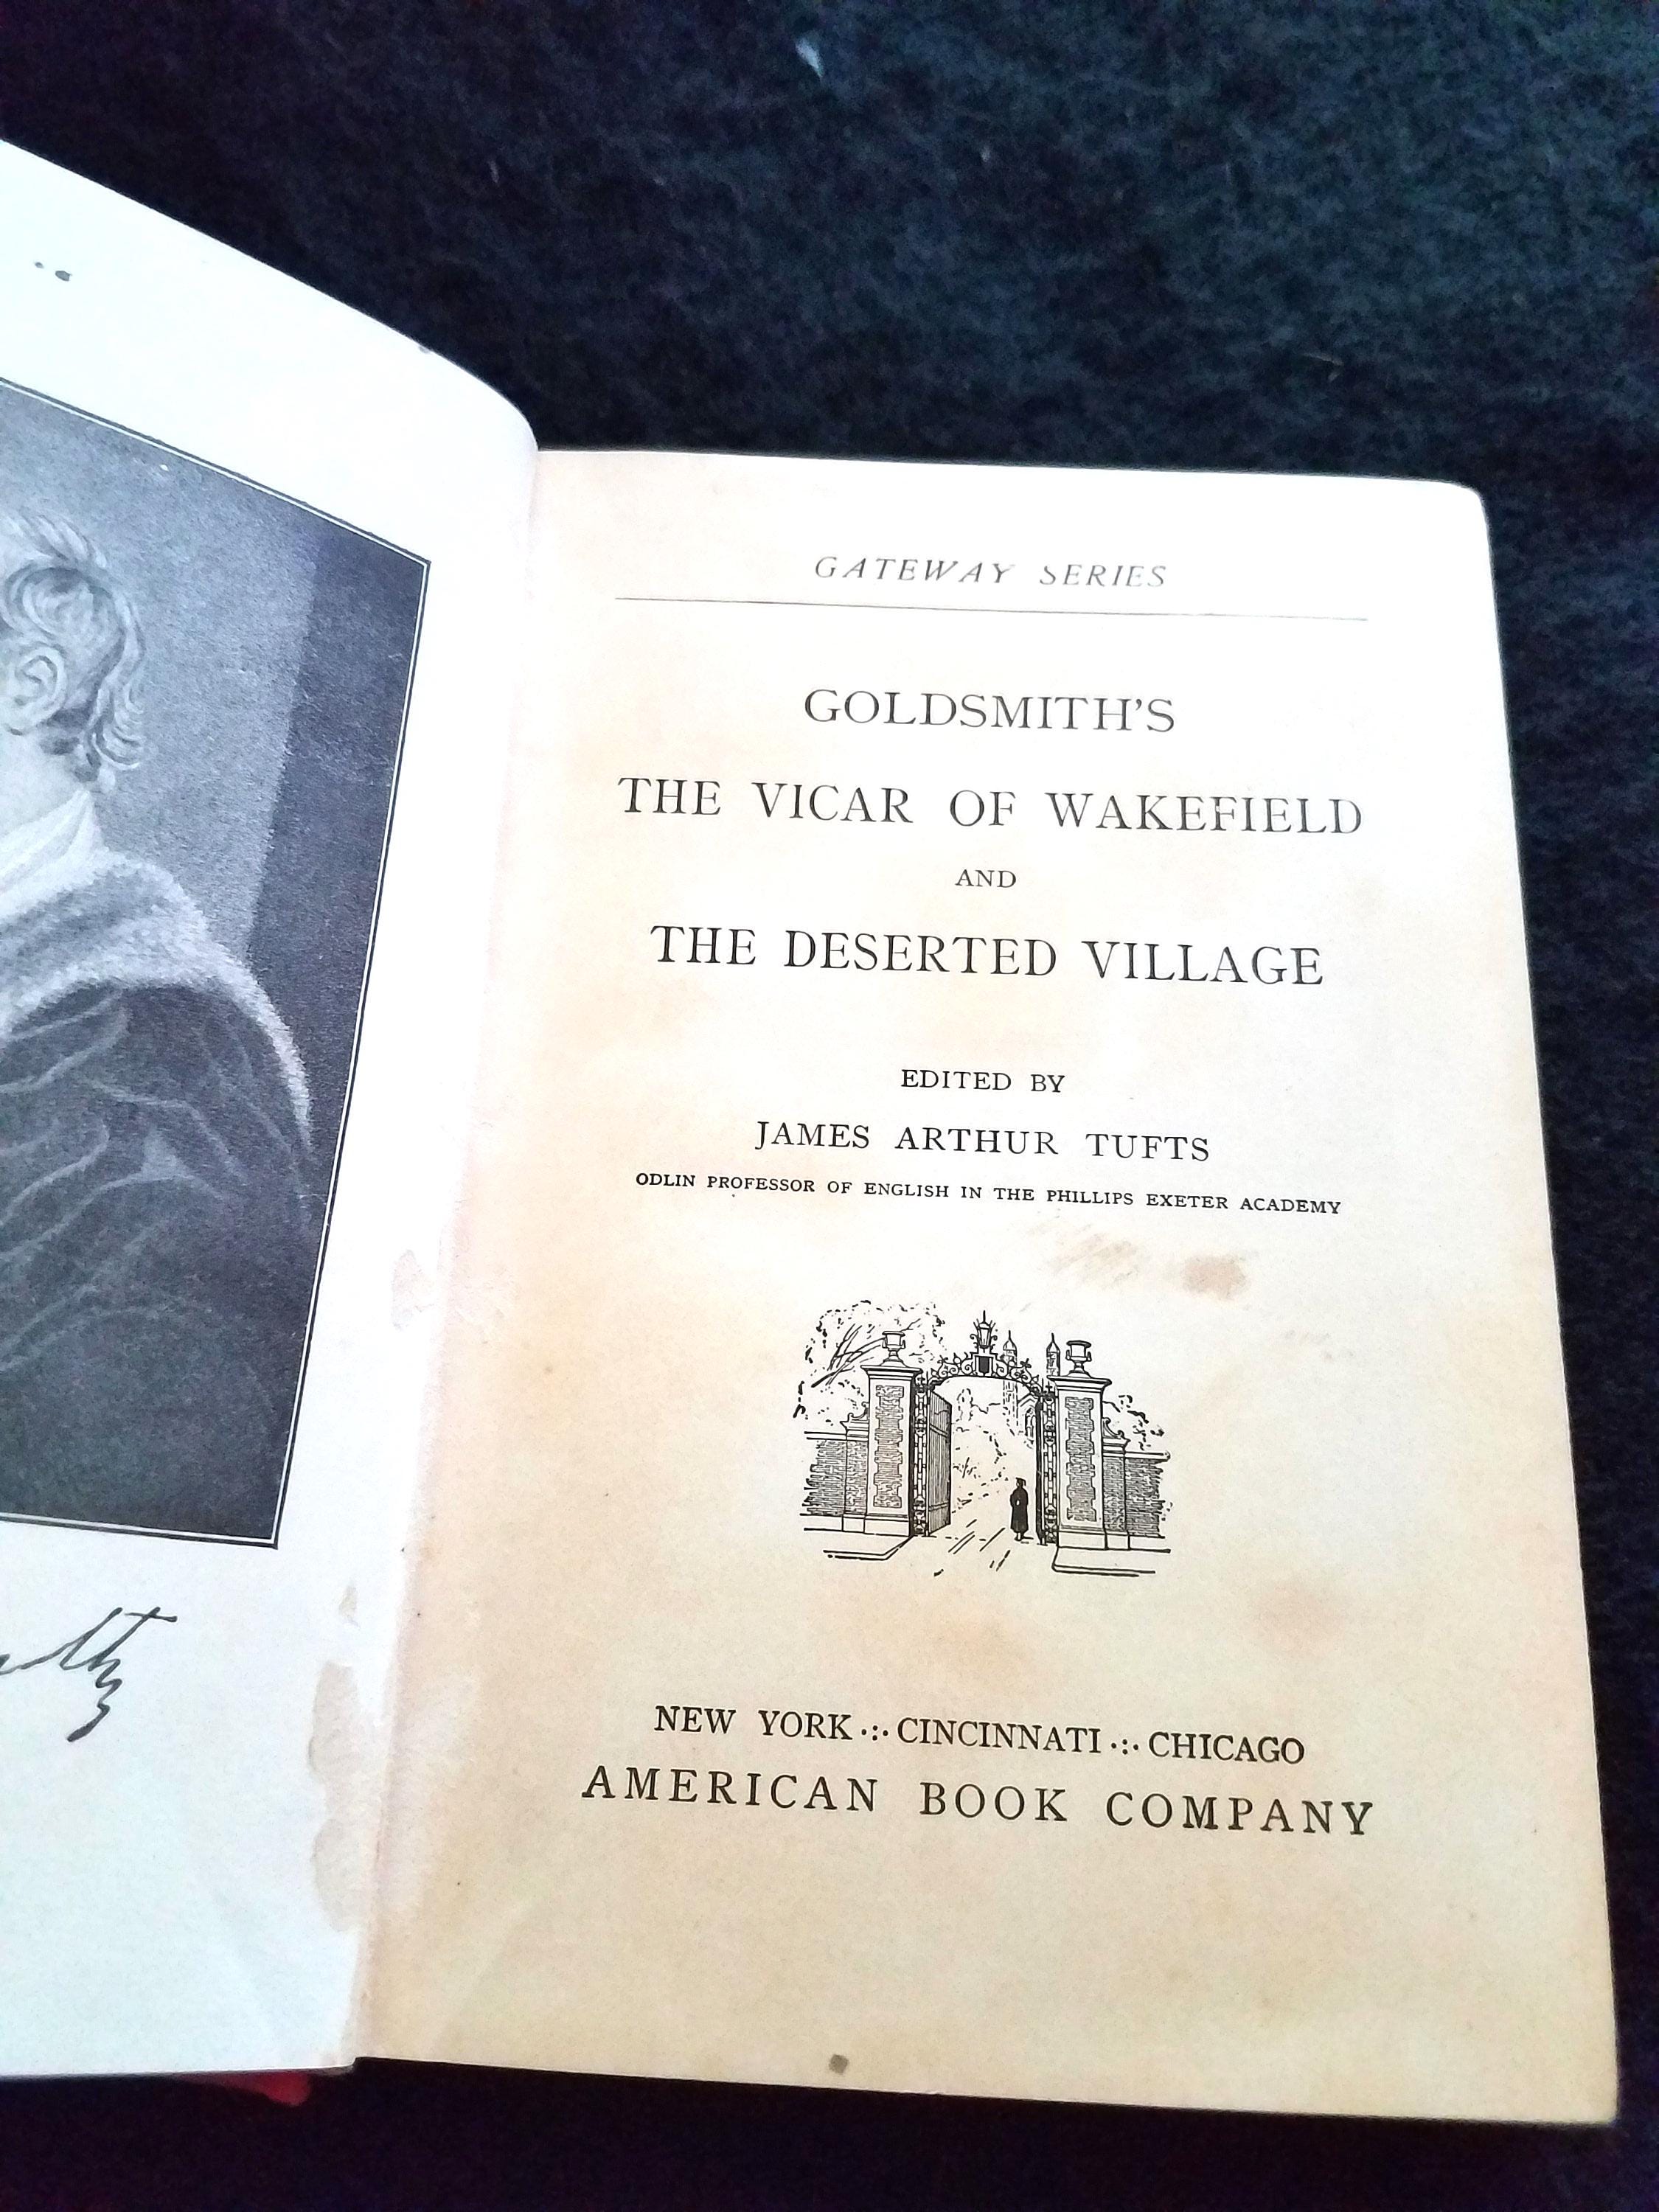 GATEWAY SERIES
GOLDSMITH'S
THE VICAR OF WAKEFIELD
AND
THE DESERTED VILLAGE
EDITED BY
JAMES ARTHUR TUFTS
ODLIN PROFESSOR OF ENGLISH IN THE PHILLIPS EXETER ACADEMY
NEW YORK .:. CINCINNATI .:. CHICAGO
AMERICAN BOOK COMPANY